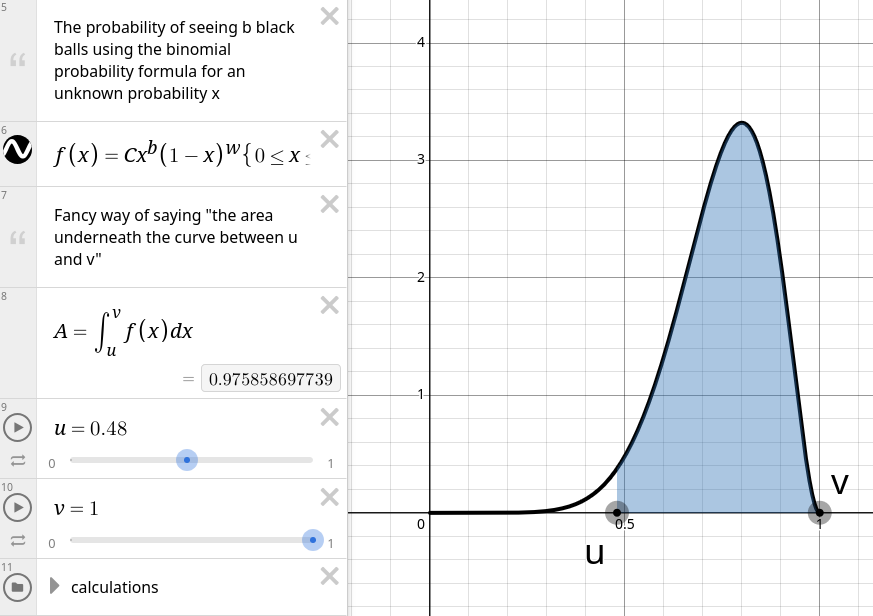 5
The probability of seeing b black
balls using the binomial
probability formula for an
unknown probability x
6
f(x) = Cx^b(1 − x)^w{0 ≤ x ≤
7
Fancy way of saying "the area
underneath the curve between u
and v"
8
A = ∫_u^v f(x)dx
= 0.975858697739
9
u = 0.48
0 1
10
v = 1
0 1
11
calculations
4
3
2
1
0 0.5 1
u
v